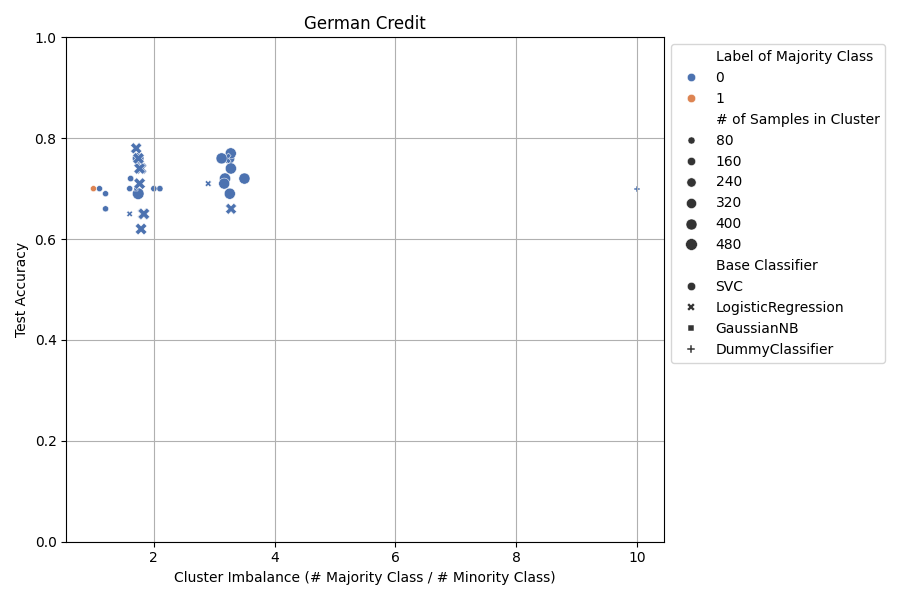 German Credit
1.0
0.8
0.6
0.4
0.2
0.0
Test Accuracy
2
4
6
8
10
Cluster Imbalance (# Majority Class / # Minority Class)
Label of Majority Class
0
1
# of Samples in Cluster
80
160
240
320
400
480
Base Classifier
SVC
LogisticRegression
GaussianNB
DummyClassifier